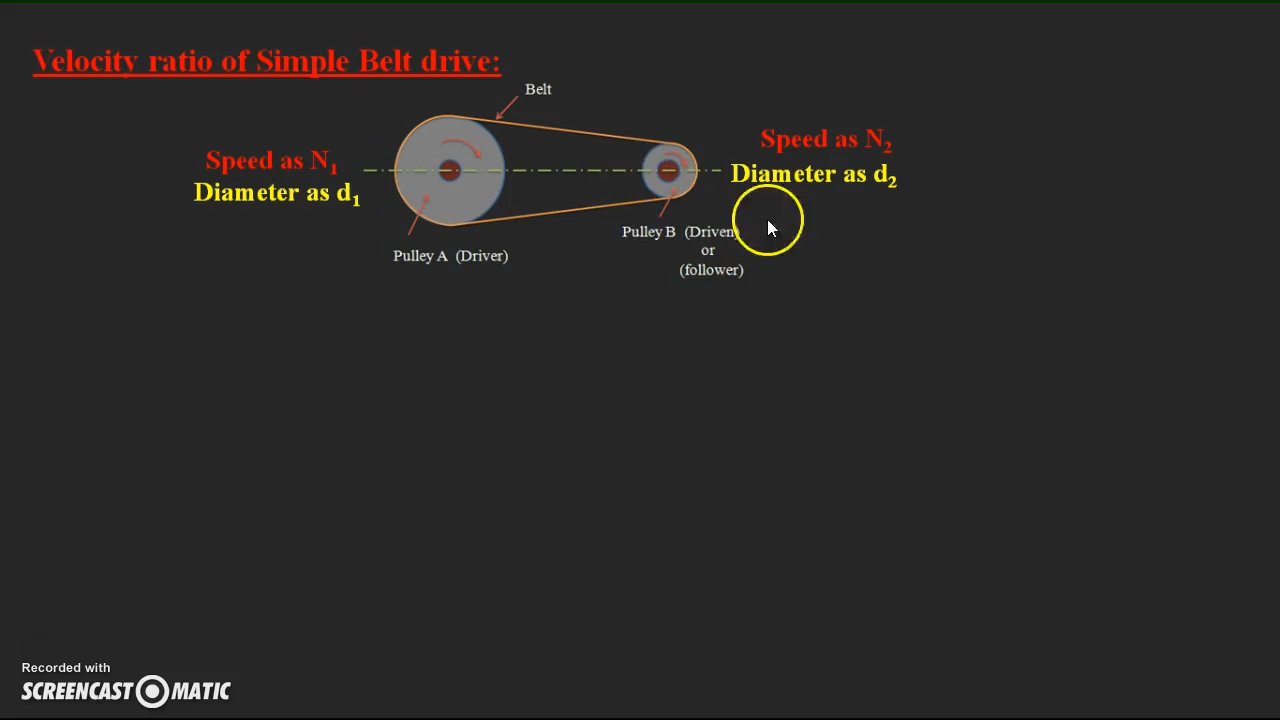 Velocity ratio of Simple Belt drive:
Belt
Speed as N₁
Diameter as d₁
Speed as N₂
Diameter as d₂
Pulley A (Driver)
Pulley B (Driven)
or
(follower)
Recorded with
SCREENCAST MATIC